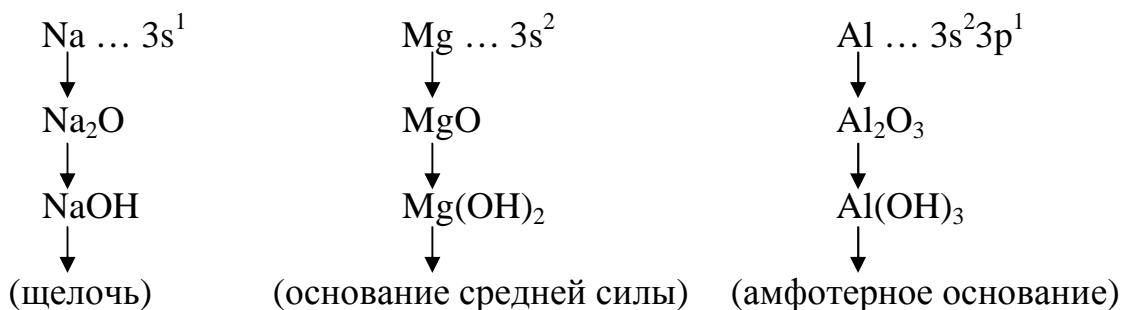 Na … 3s¹ Mg … 3s² Al … 3s²3p¹
Na₂O MgO Al₂O₃
NaOH Mg(OH)₂ Al(OH)₃
(щелочь) (основание средней силы) (амфотерное основание)